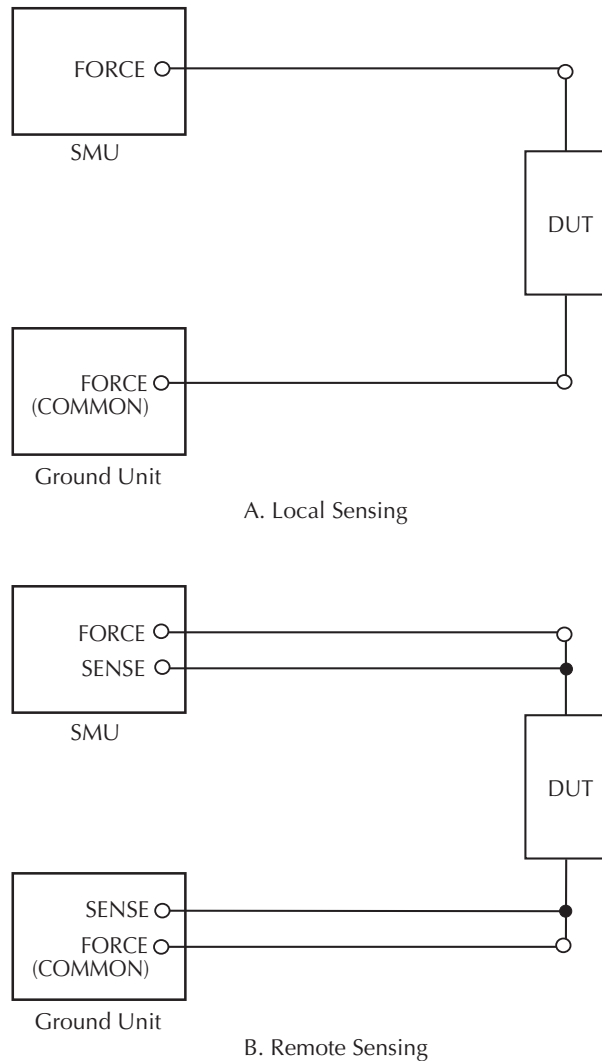 FORCE
SMU
DUT
FORCE
(COMMON)
Ground Unit
A. Local Sensing
FORCE
SENSE
SMU
DUT
SENSE
FORCE
(COMMON)
Ground Unit
B. Remote Sensing